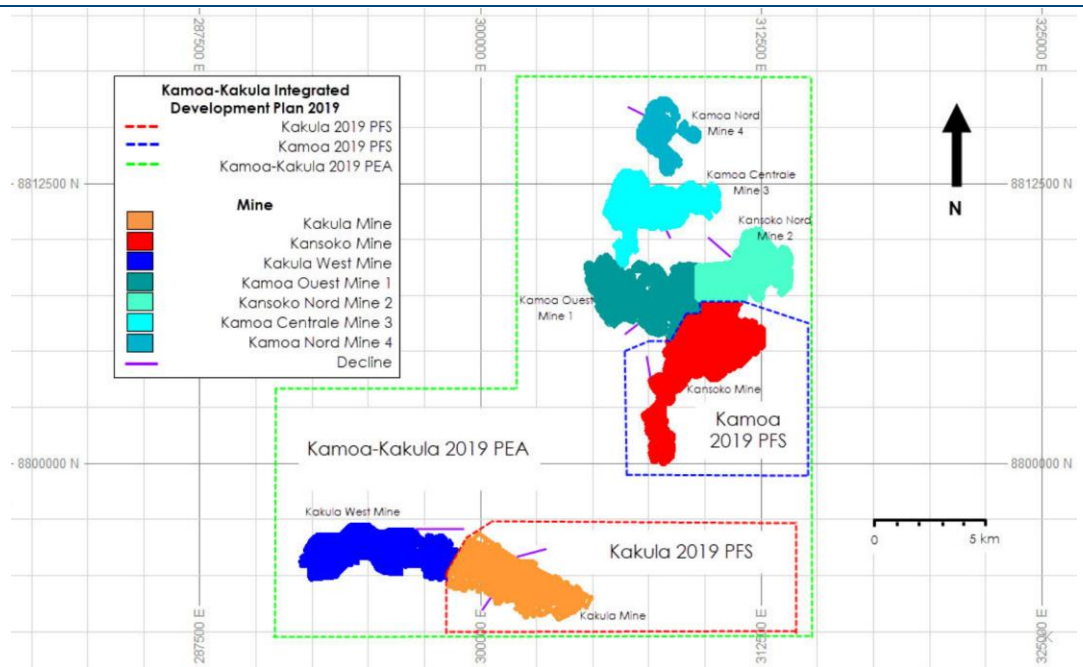 287500 E
300000 E
312500 E
325000 E
Kamoa-Kakula Integrated
Development Plan 2019
Kakula 2019 PFS
Kamoa 2019 PFS
Kamoa-Kakula 2019 PEA
Mine
Kakula Mine
Kansoko Mine
Kakula West Mine
Kamoa Ouest Mine 1
Kansoko Nord Mine 2
Kamoa Centrale Mine 3
Kamoa Nord Mine 4
Decline
Kamoa Nord
Mine 4
8812500 N
Kamoa Centrale
Mine 3
8812500 N
N
Kansoko Nord
Mine 2
Kamoa Ouest
Mine 1
Kansoko Mine
Kamoa
2019 PFS
Kamoa-Kakula 2019 PEA
8800000 N
8800000 N
Kakula West Mine
0
5 km
Kakula 2019 PFS
Kakula Mine
287500 E
300000 E
312500 E
325000 E